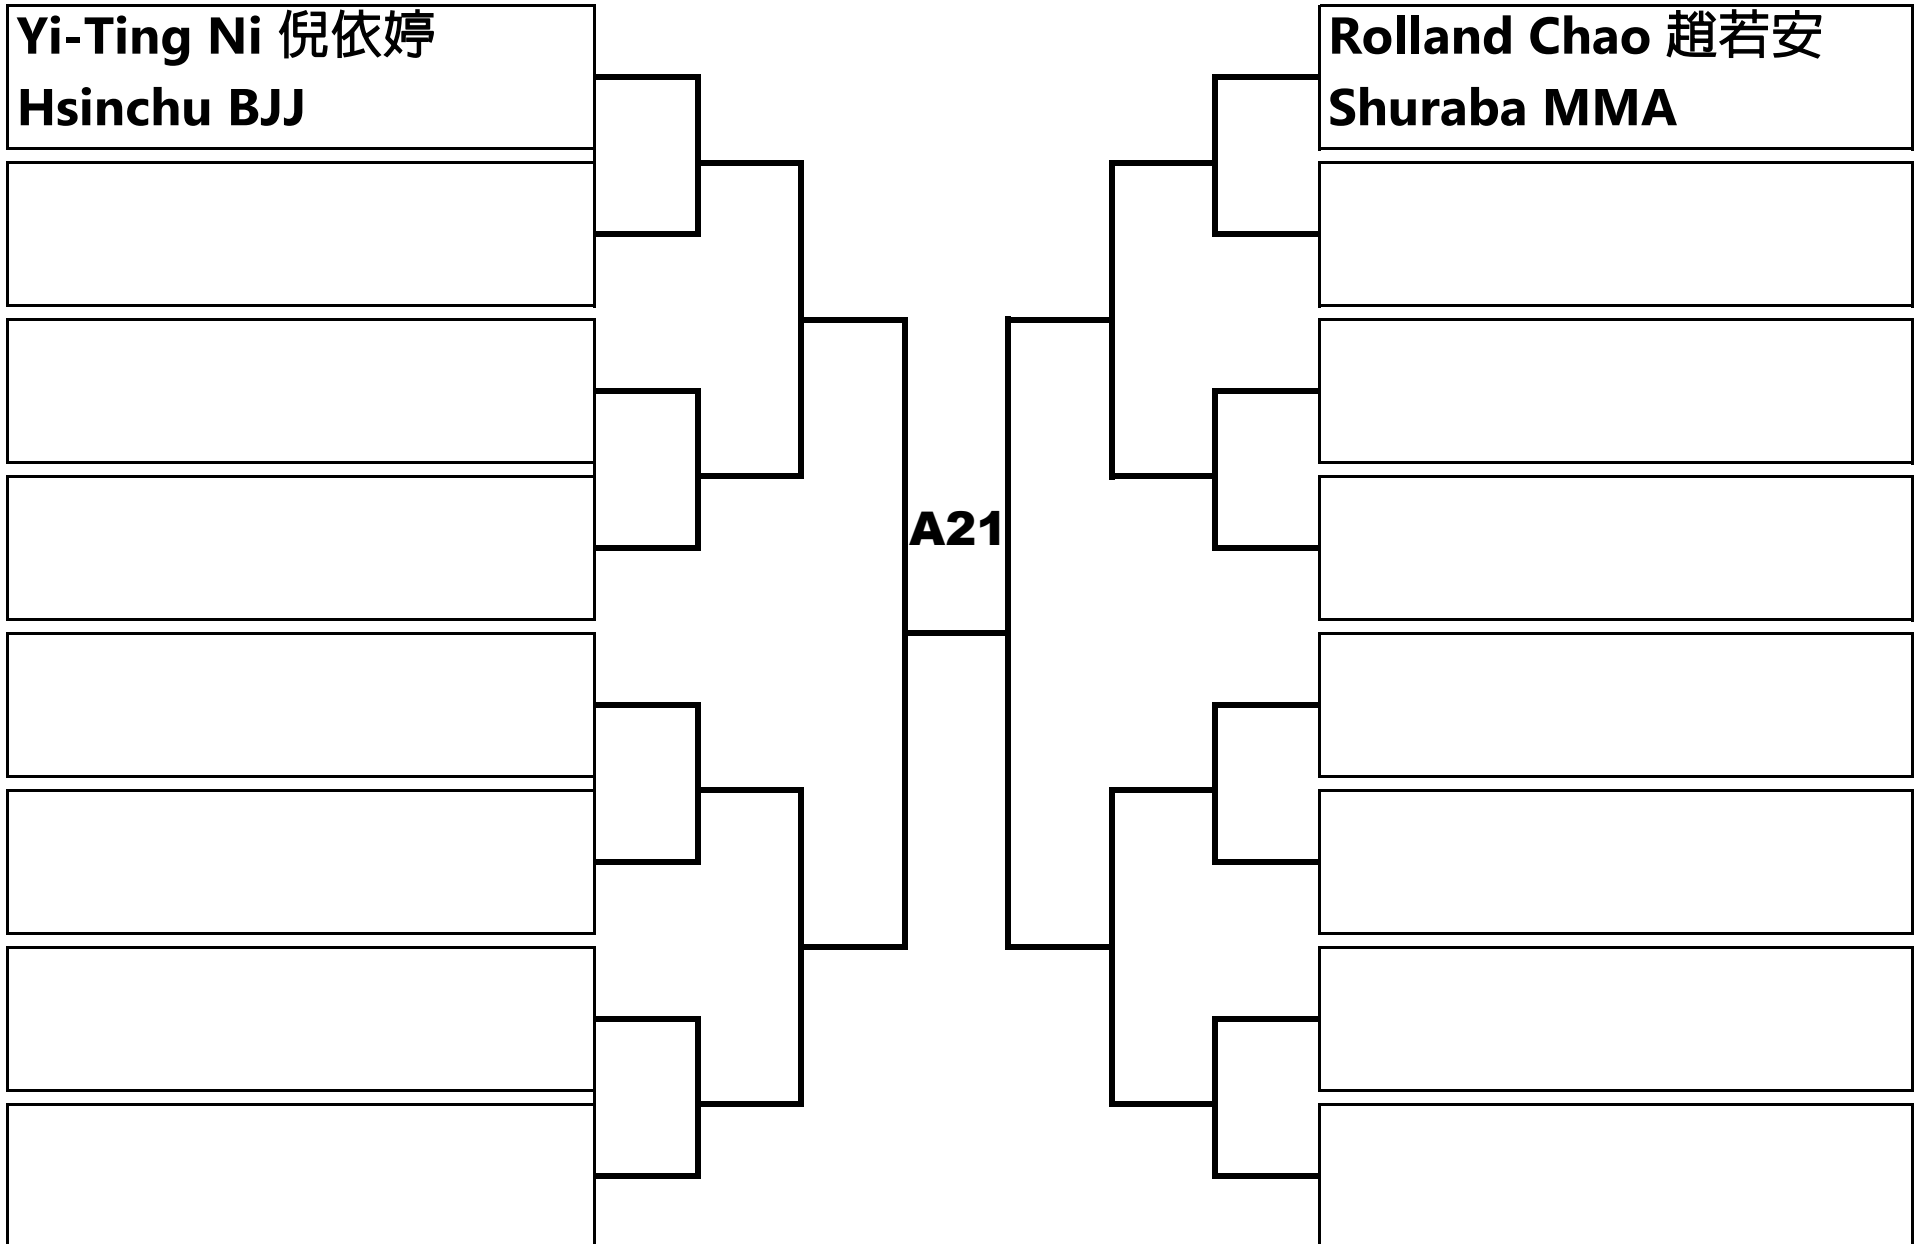 Yi-Ting Ni 倪依婷
Hsinchu BJJ
Rolland Chao 趙若安
Shuraba MMA
A21